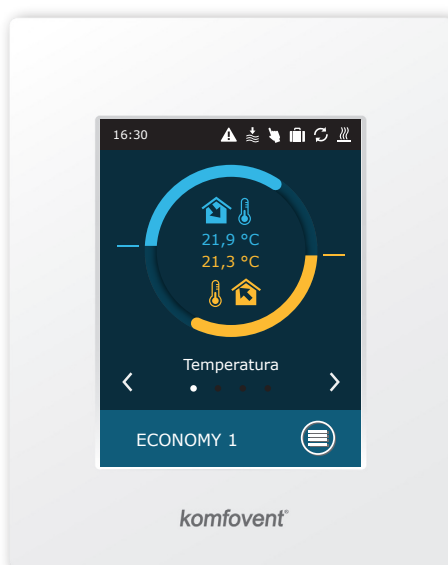 16:30
21,9 °C
21,3 °C
Temperatura
ECONOMY 1
komfovent®